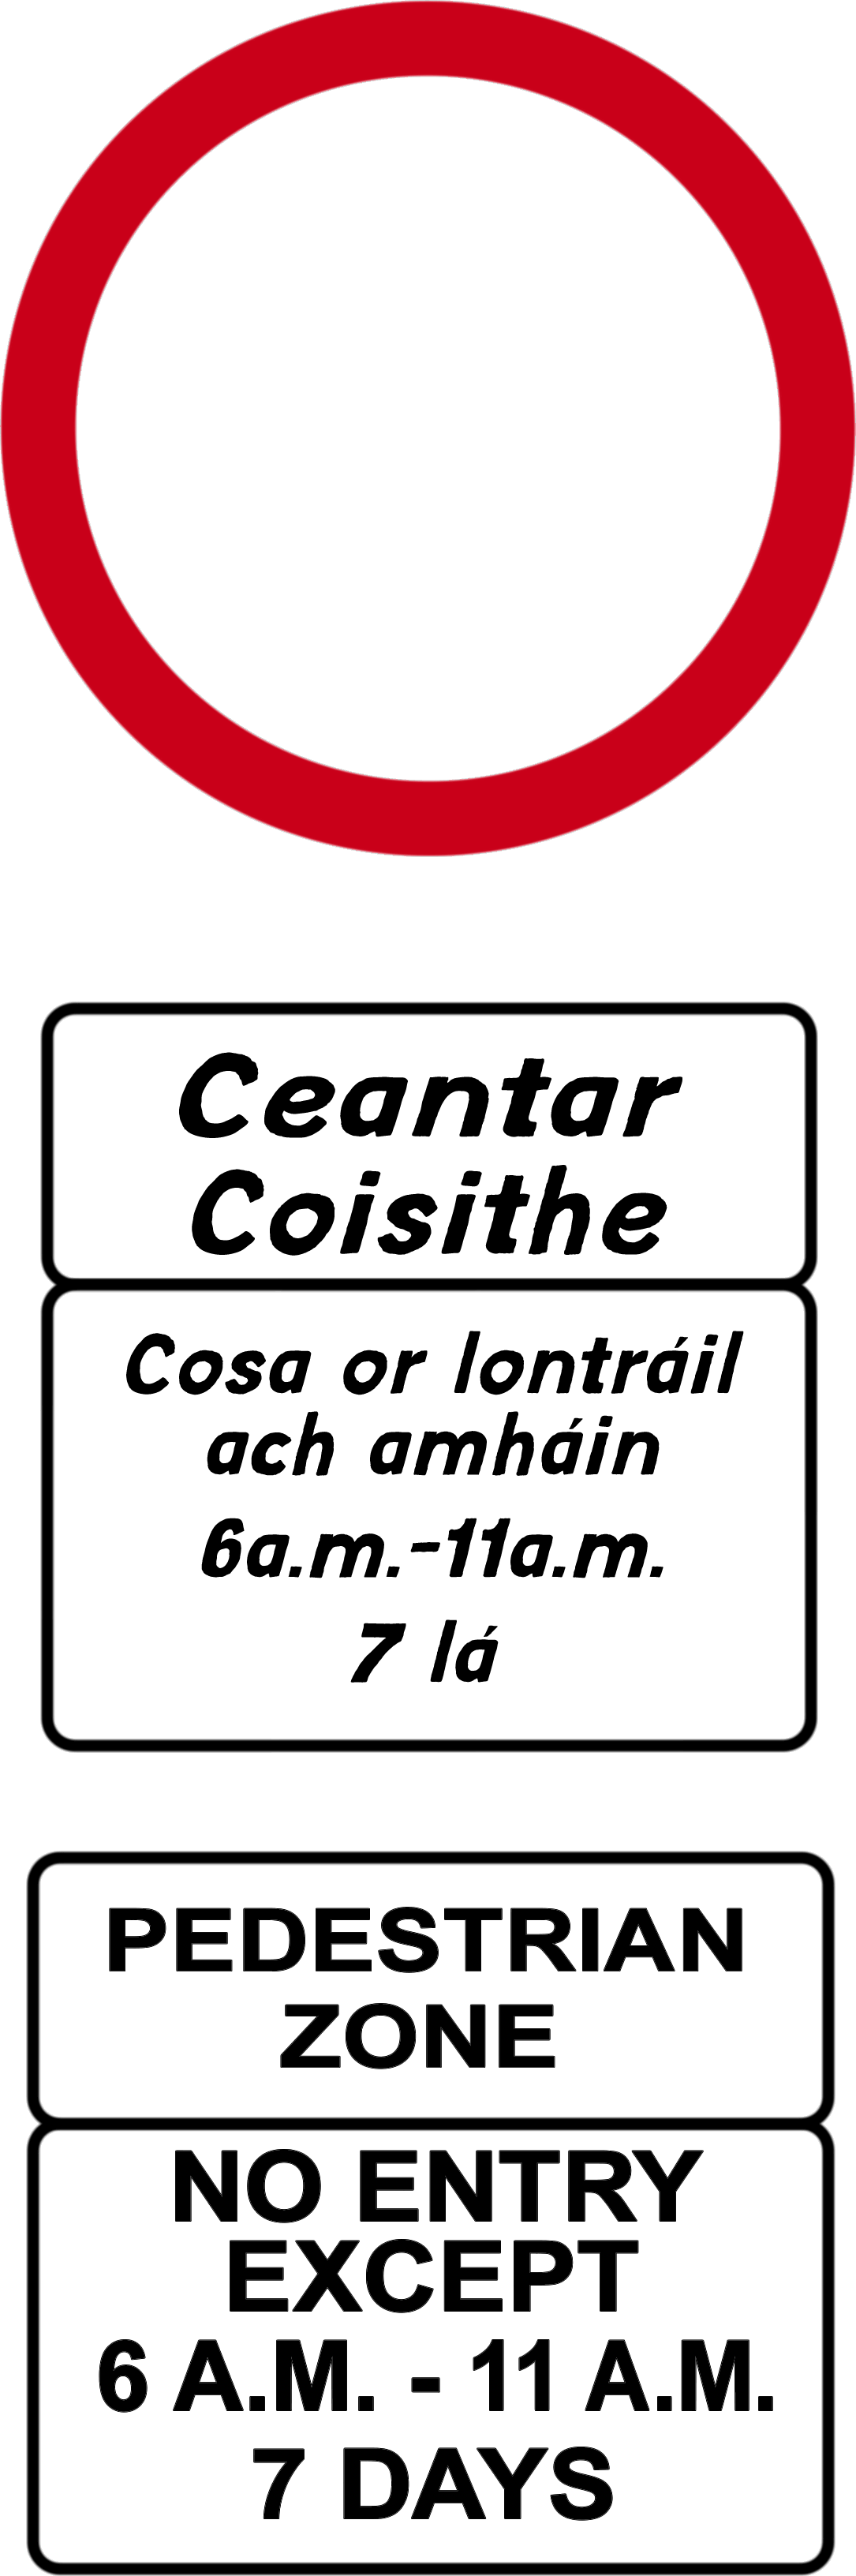 Ceantar
Coisithe
Cosa or lontráil
ach amháin
6a.m.-11a.m.
7 lá
PEDESTRIAN
ZONE
NO ENTRY
EXCEPT
6 A.M. - 11 A.M.
7 DAYS